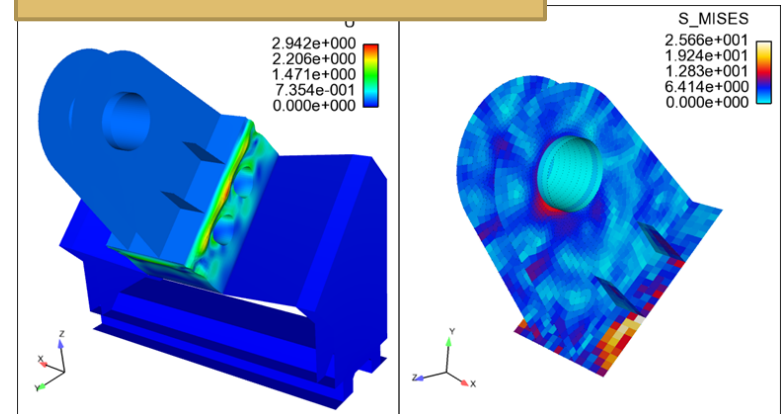 U
2.942e+000
2.206e+000
1.471e+000
7.354e-001
0.000e+000
Z
X
Y
S_MISES
2.566e+001
1.924e+001
1.283e+001
6.414e+000
0.000e+000
Y
Z
X